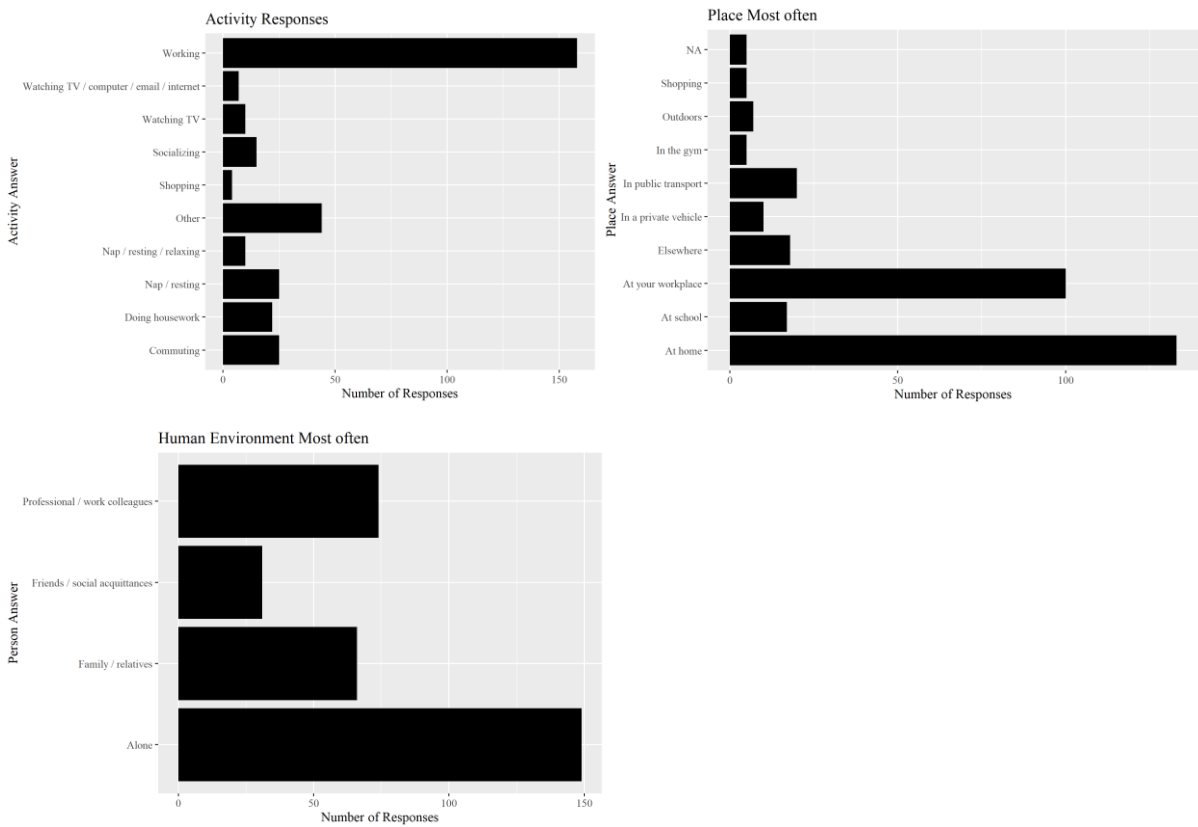 Activity Responses
Activity Answer
Working
Watching TV / computer / email / internet
Watching TV
Socializing
Shopping
Other
Nap / resting / relaxing
Nap / resting
Doing housework
Commuting
0 50 100 150
Number of Responses
Place Most often
Place Answer
NA
Shopping
Outdoors
In the gym
In public transport
In a private vehicle
Elsewhere
At your workplace
At school
At home
0 50 100
Number of Responses
Human Environment Most often
Person Answer
Professional / work colleagues
Friends / social acquittances
Family / relatives
Alone
0 50 100 150
Number of Responses